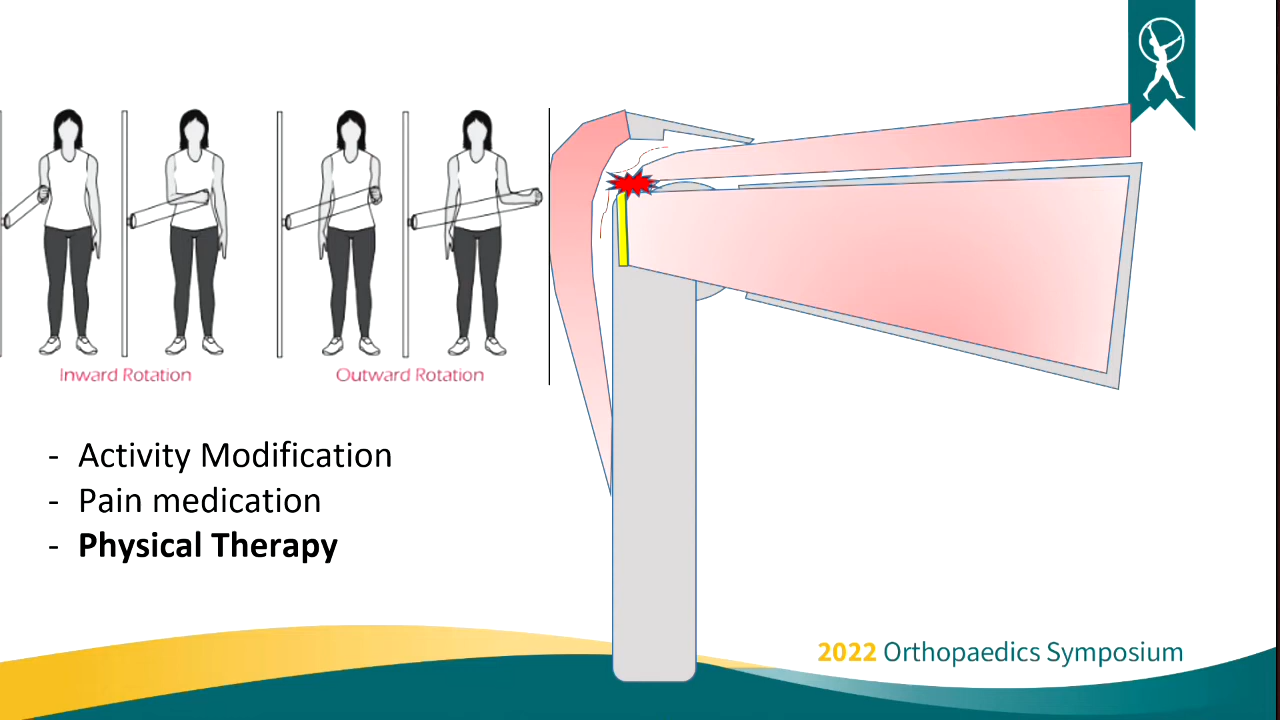 Inward Rotation
Outward Rotation
- Activity Modification
- Pain medication
- Physical Therapy
2022 Orthopaedics Symposium